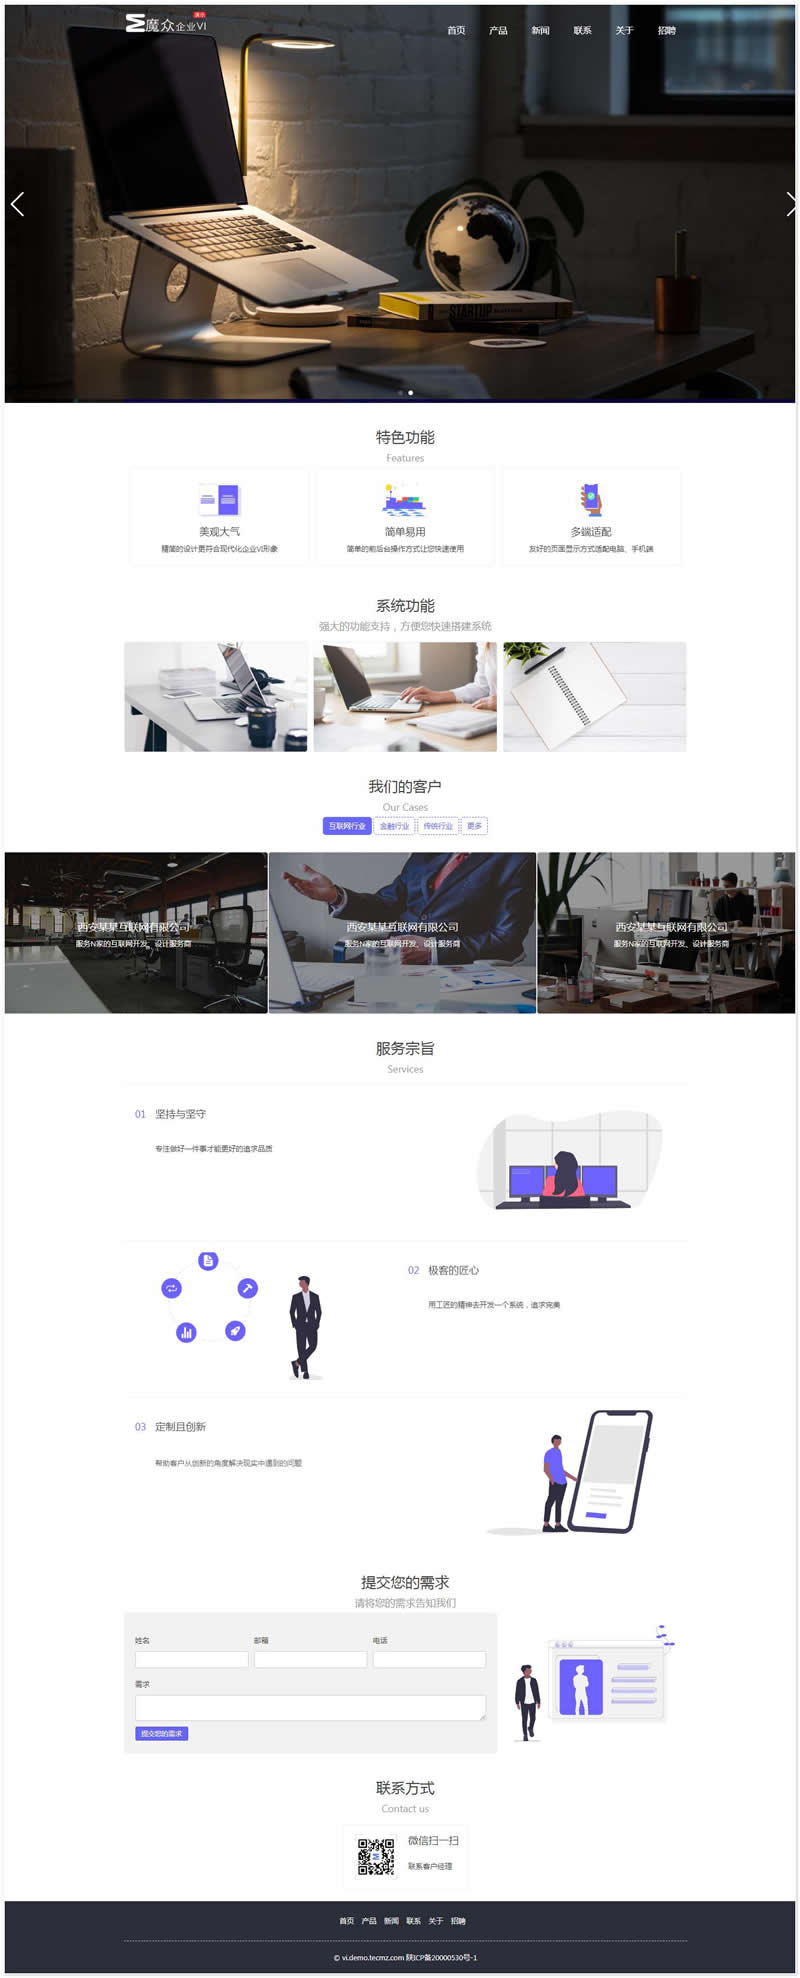 魔众企业VI
演示
首页 产品 新闻 联系 关于 招聘
STARTUP
特色功能
Features
美观大气 简单易用 多端适配
精简的设计更符合现代化企业VI形象 简单的前后台操作方式让您快速使用 友好的页面显示方式适配电脑、手机端
系统功能
强大的功能支持，方便您快速搭建系统
我们的客户
Our Cases
互联网行业 金融行业 传统行业 更多
西安某某互联网有限公司 西安某某互联网有限公司 西安某某互联网有限公司
服务N家的互联网开发、设计服务商 服务N家的互联网开发、设计服务商 服务N家的互联网开发、设计服务商
服务宗旨
Services
01 坚持与坚守
专注做好一件事才能更好的追求品质
02 极客的匠心
用工匠的精神去开发一个系统，追求完美
03 定制且创新
帮助客户从创新的角度解决现实中遇到的问题
提交您的需求
请将您的需求告知我们
姓名 邮箱 电话
需求
提交您的需求
联系方式
Contact us
微信扫一扫
联系客户经理
首页 产品 新闻 联系 关于 招聘
© vi.demo.tecmz.com 陕ICP备20000530号-1